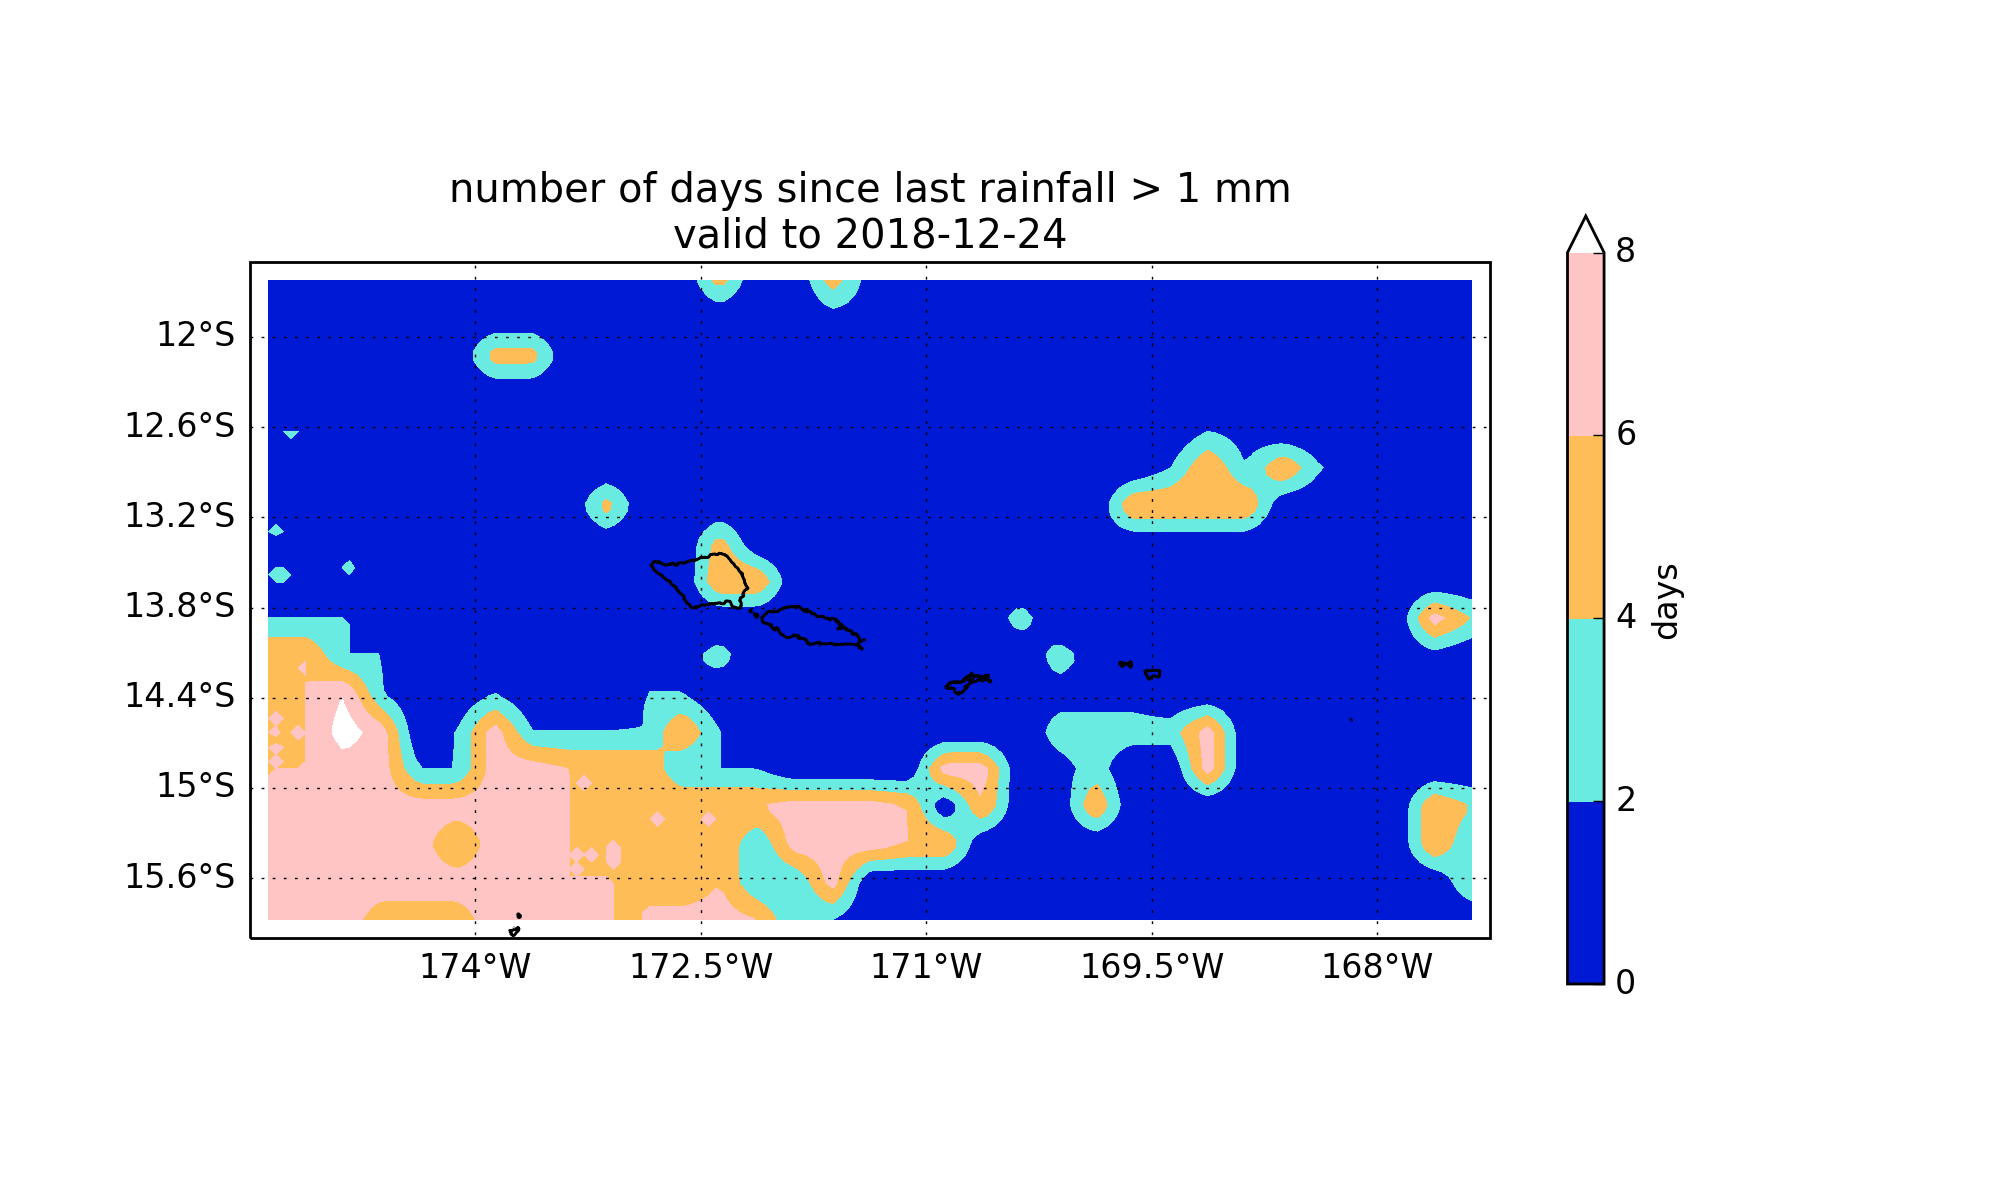 number of days since last rainfall > 1 mm
valid to 2018-12-24
12°S
12.6°S
13.2°S
13.8°S
14.4°S
15°S
15.6°S
174°W 172.5°W 171°W 169.5°W 168°W
8
6
4
2
0
days